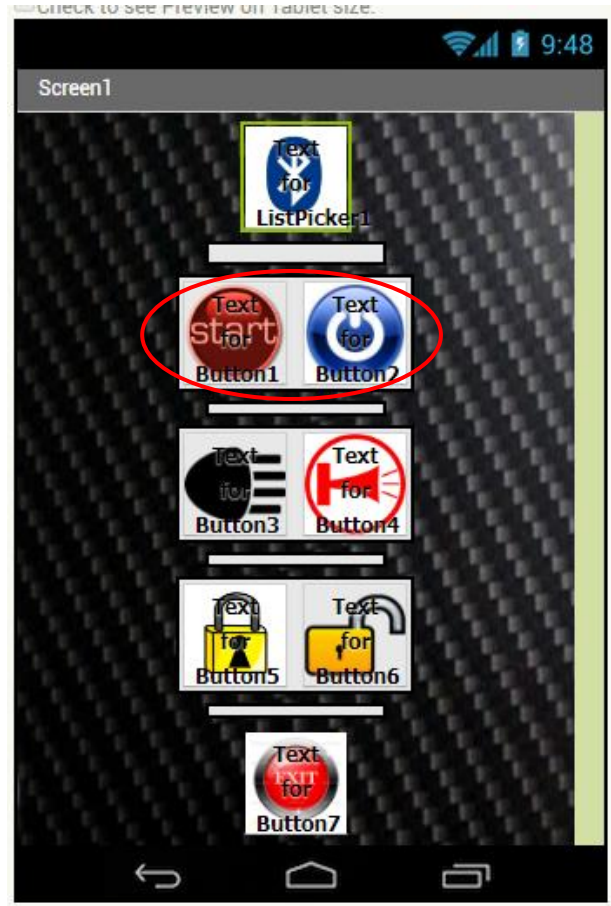 Check to see Preview on Tablet size.
9:48
Screen1
Text
for
ListPicker1
Text
for
Button1
start
Text
for
Button2
Text
for
Button3
Text
for
Button4
Text
for
Button5
Text
for
Button6
Text
for
Button7
EXIT